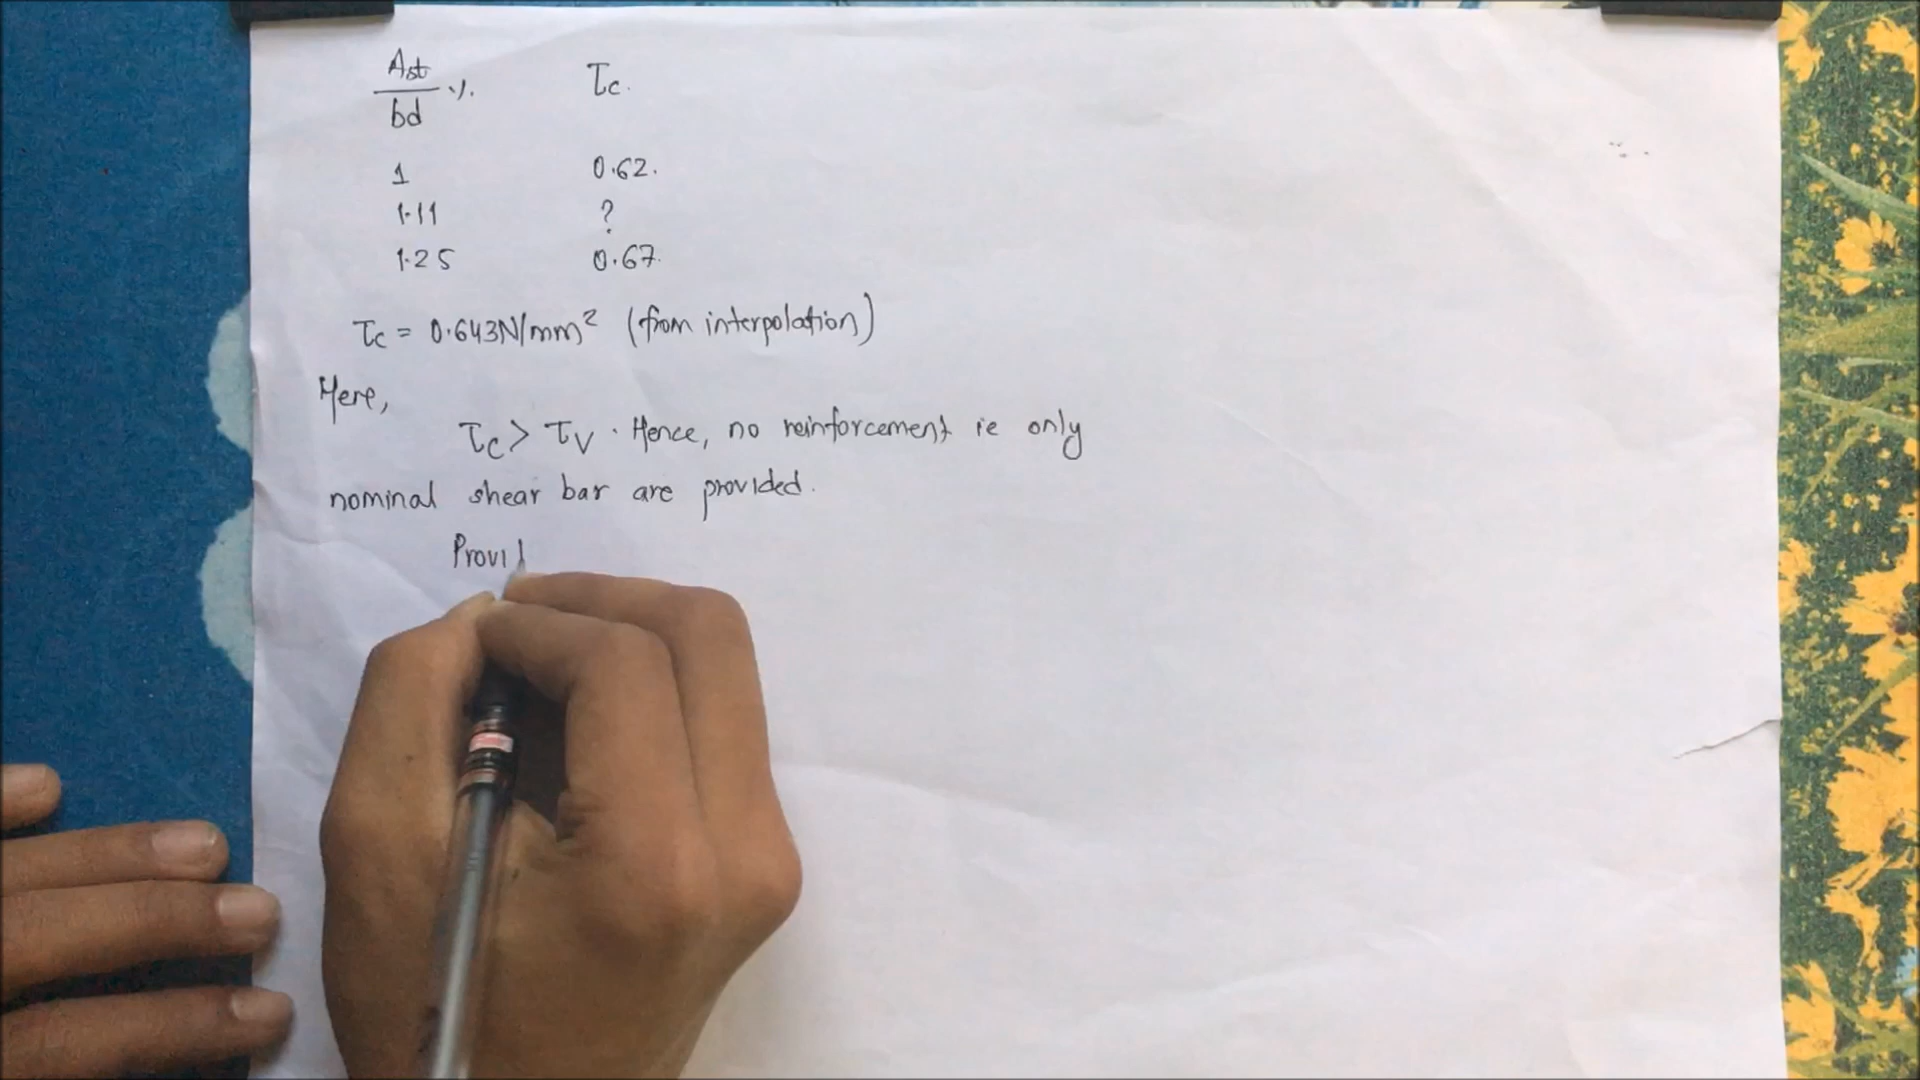 Ast/bd %. τc.
1 0.62.
1.11 ?
1.25 0.67.
τc = 0.643N/mm² (from interpolation)
Here,
τc > τv. Hence, no reinforcement ie only
nominal shear bar are provided.
Provi